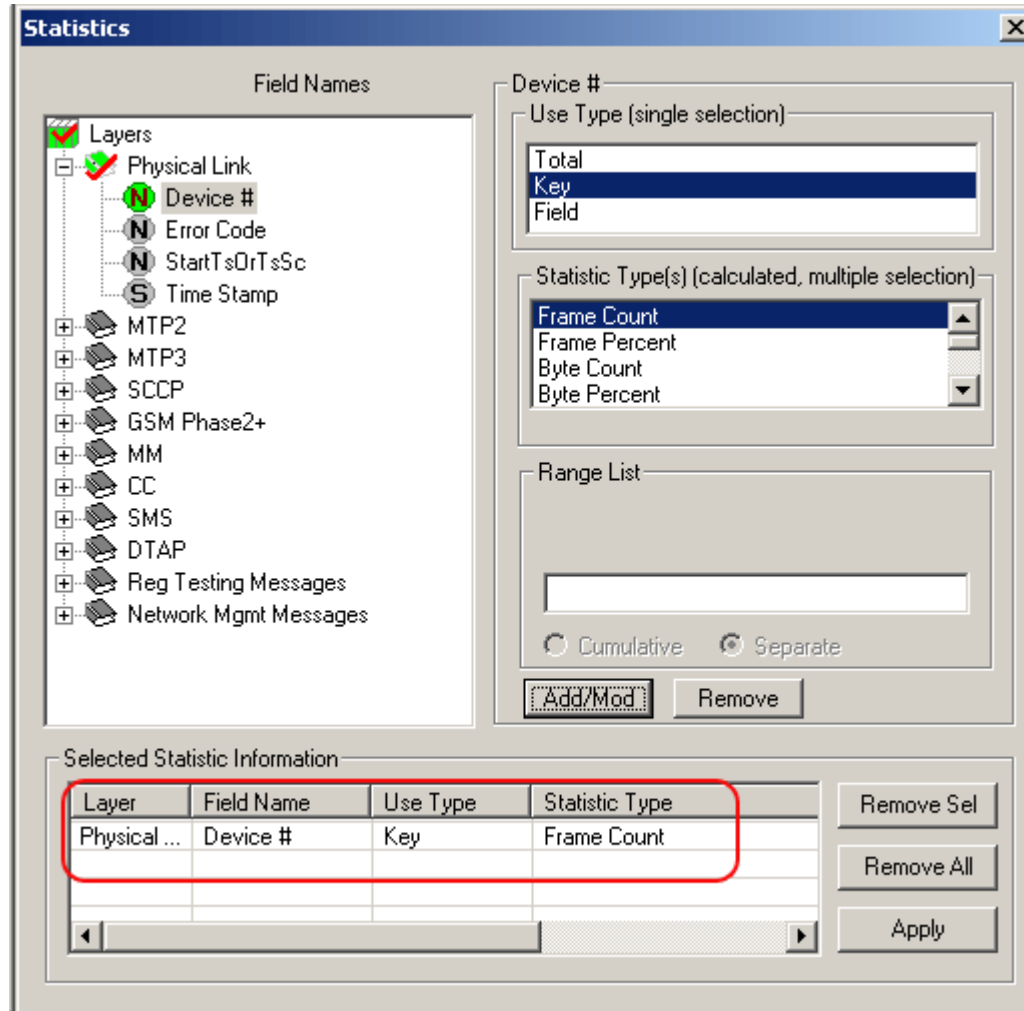 Statistics
Field Names
Layers
Physical Link
N Device #
N Error Code
N StartTsOrTsSc
S Time Stamp
MTP2
MTP3
SCCP
GSM Phase2+
MM
CC
SMS
DTAP
Reg Testing Messages
Network Mgmt Messages
Device #
Use Type (single selection)
Total
Key
Field
Statistic Type(s) (calculated, multiple selection)
Frame Count
Frame Percent
Byte Count
Byte Percent
Range List
Cumulative Separate
Add/Mod Remove
Selected Statistic Information
Layer Field Name Use Type Statistic Type
Physical ... Device # Key Frame Count
Remove Sel
Remove All
Apply